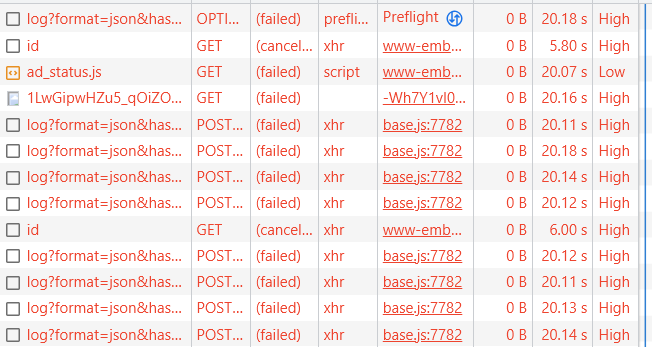 log?format=json&has... OPTI... (failed) prefli... Preflight 0 B 20.18 s High
id GET (cancel... xhr www-emb... 0 B 5.80 s High
ad_status.js GET (failed) script www-emb... 0 B 20.07 s Low
1LwGipwHZu5_qOiZO... GET (failed) -Wh7Y1vl0... 0 B 20.16 s High
log?format=json&has... POST... (failed) xhr base.js:7782 0 B 20.11 s High
log?format=json&has... POST... (failed) xhr base.js:7782 0 B 20.18 s High
log?format=json&has... POST... (failed) xhr base.js:7782 0 B 20.14 s High
log?format=json&has... POST... (failed) xhr base.js:7782 0 B 20.12 s High
id GET (cancel... xhr www-emb... 0 B 6.00 s High
log?format=json&has... POST... (failed) xhr base.js:7782 0 B 20.12 s High
log?format=json&has... POST... (failed) xhr base.js:7782 0 B 20.11 s High
log?format=json&has... POST... (failed) xhr base.js:7782 0 B 20.13 s High
log?format=json&has... POST... (failed) xhr base.js:7782 0 B 20.14 s High